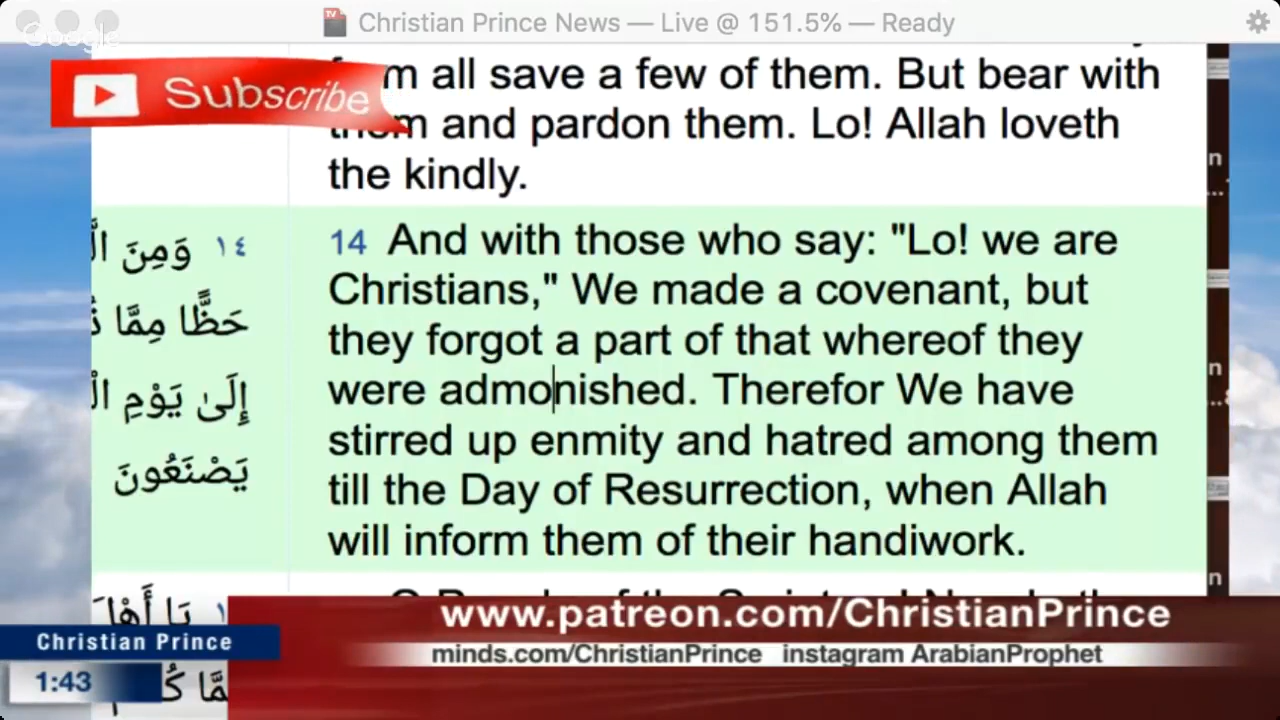 Christian Prince News — Live @ 151.5% — Ready
Google
Subscribe
all save a few of them. But bear with
and pardon them. Lo! Allah loveth
the kindly.
١٤ وَمِنَ
حَظًّا مِمَّا
إِلَىٰ يَوْمِ
يَصْنَعُونَ
14 And with those who say: "Lo! we are
Christians," We made a covenant, but
they forgot a part of that whereof they
were admonished. Therefor We have
stirred up enmity and hatred among them
till the Day of Resurrection, when Allah
will inform them of their handiwork.
www.patreon.com/ChristianPrince
minds.com/ChristianPrince instagram ArabianProphet
Christian Prince
1:43